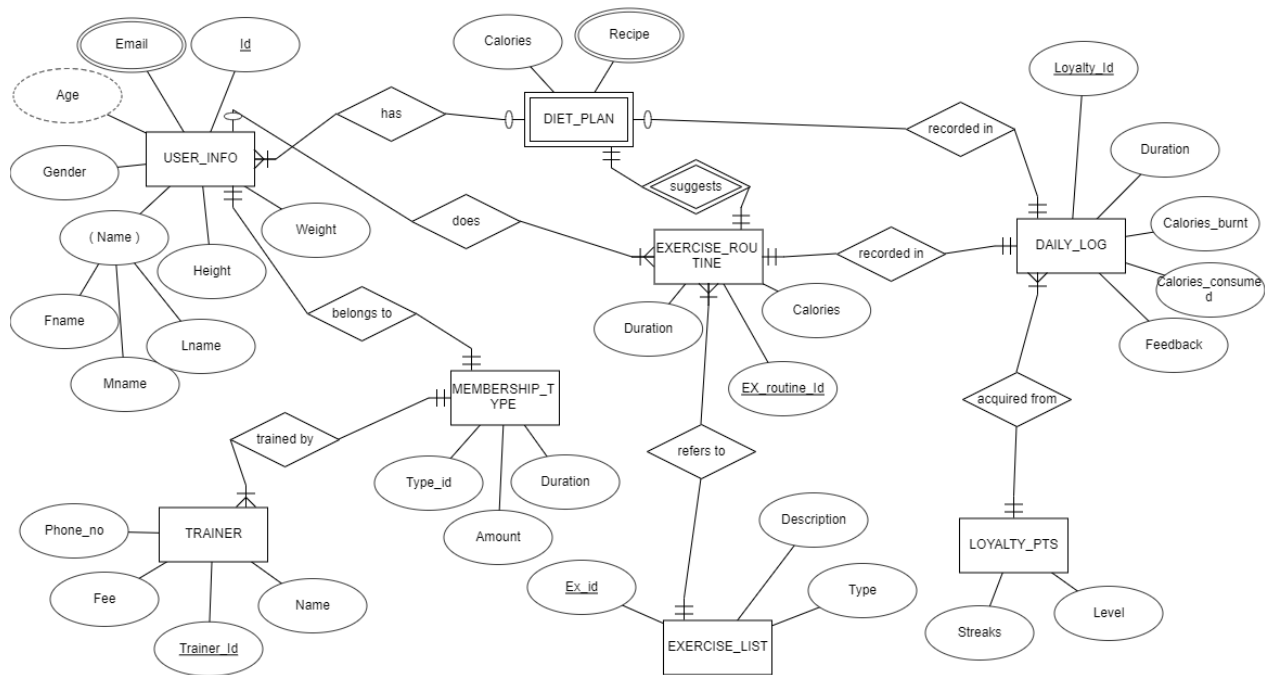 Email
Id
Calories
Recipe
Loyalty_Id
Age
has
DIET_PLAN
recorded in
USER_INFO
Duration
Gender
suggests
Weight
does
Calories_burnt
( Name )
EXERCISE_ROU
TINE
recorded in
DAILY_LOG
Height
Calories_consume
d
Fname
belongs to
Duration
Calories
Lname
Feedback
Mname
MEMBERSHIP_T
YPE
EX_routine_Id
acquired from
trained by
refers to
Type_id
Duration
Phone_no
TRAINER
Amount
Description
LOYALTY_PTS
Fee
Name
Ex_id
Type
Streaks
Level
Trainer_Id
EXERCISE_LIST